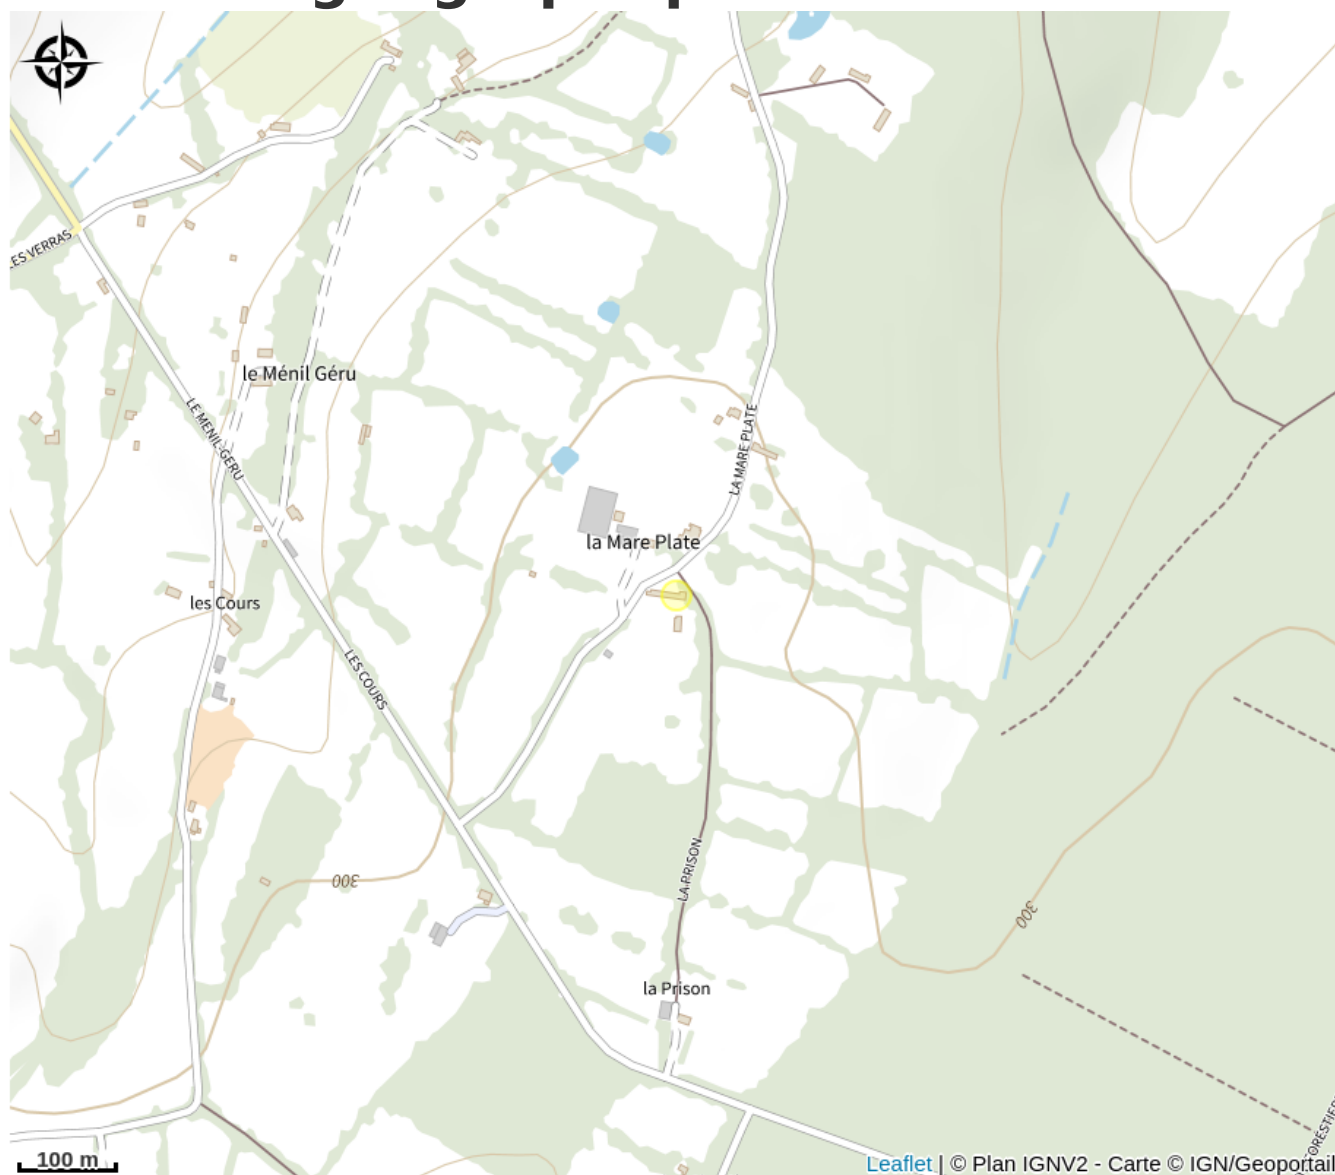 LES VERRAS
le Ménil Géru
LE MENIL-GERU
LA MARE PLATE
la Mare Plate
les Cours
LES COURS
LA PRISON
300
300
la Prison
100 m
Leaflet | © Plan IGNV2 - Carte © IGN/Geoportail